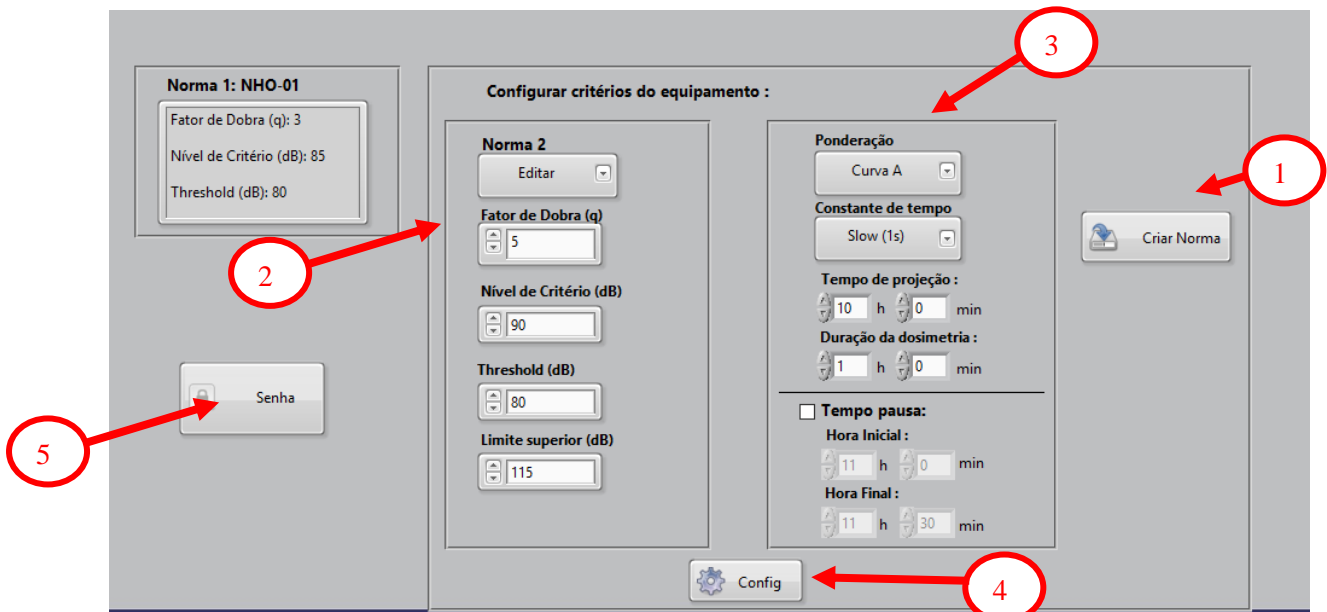 3
Norma 1: NHO-01
Fator de Dobra (q): 3
Nível de Critério (dB): 85
Threshold (dB): 80
Configurar critérios do equipamento :
Norma 2
Editar
Fator de Dobra (q)
5
Nível de Critério (dB)
90
Threshold (dB)
80
Limite superior (dB)
115
Ponderação
Curva A
Constante de tempo
Slow (1s)
Tempo de projeção :
10 h 0 min
Duração da dosimetria :
1 h 0 min
Tempo pausa:
Hora Inicial :
11 h 0 min
Hora Final :
11 h 30 min
1
Criar Norma
2
Senha
5
Config
4